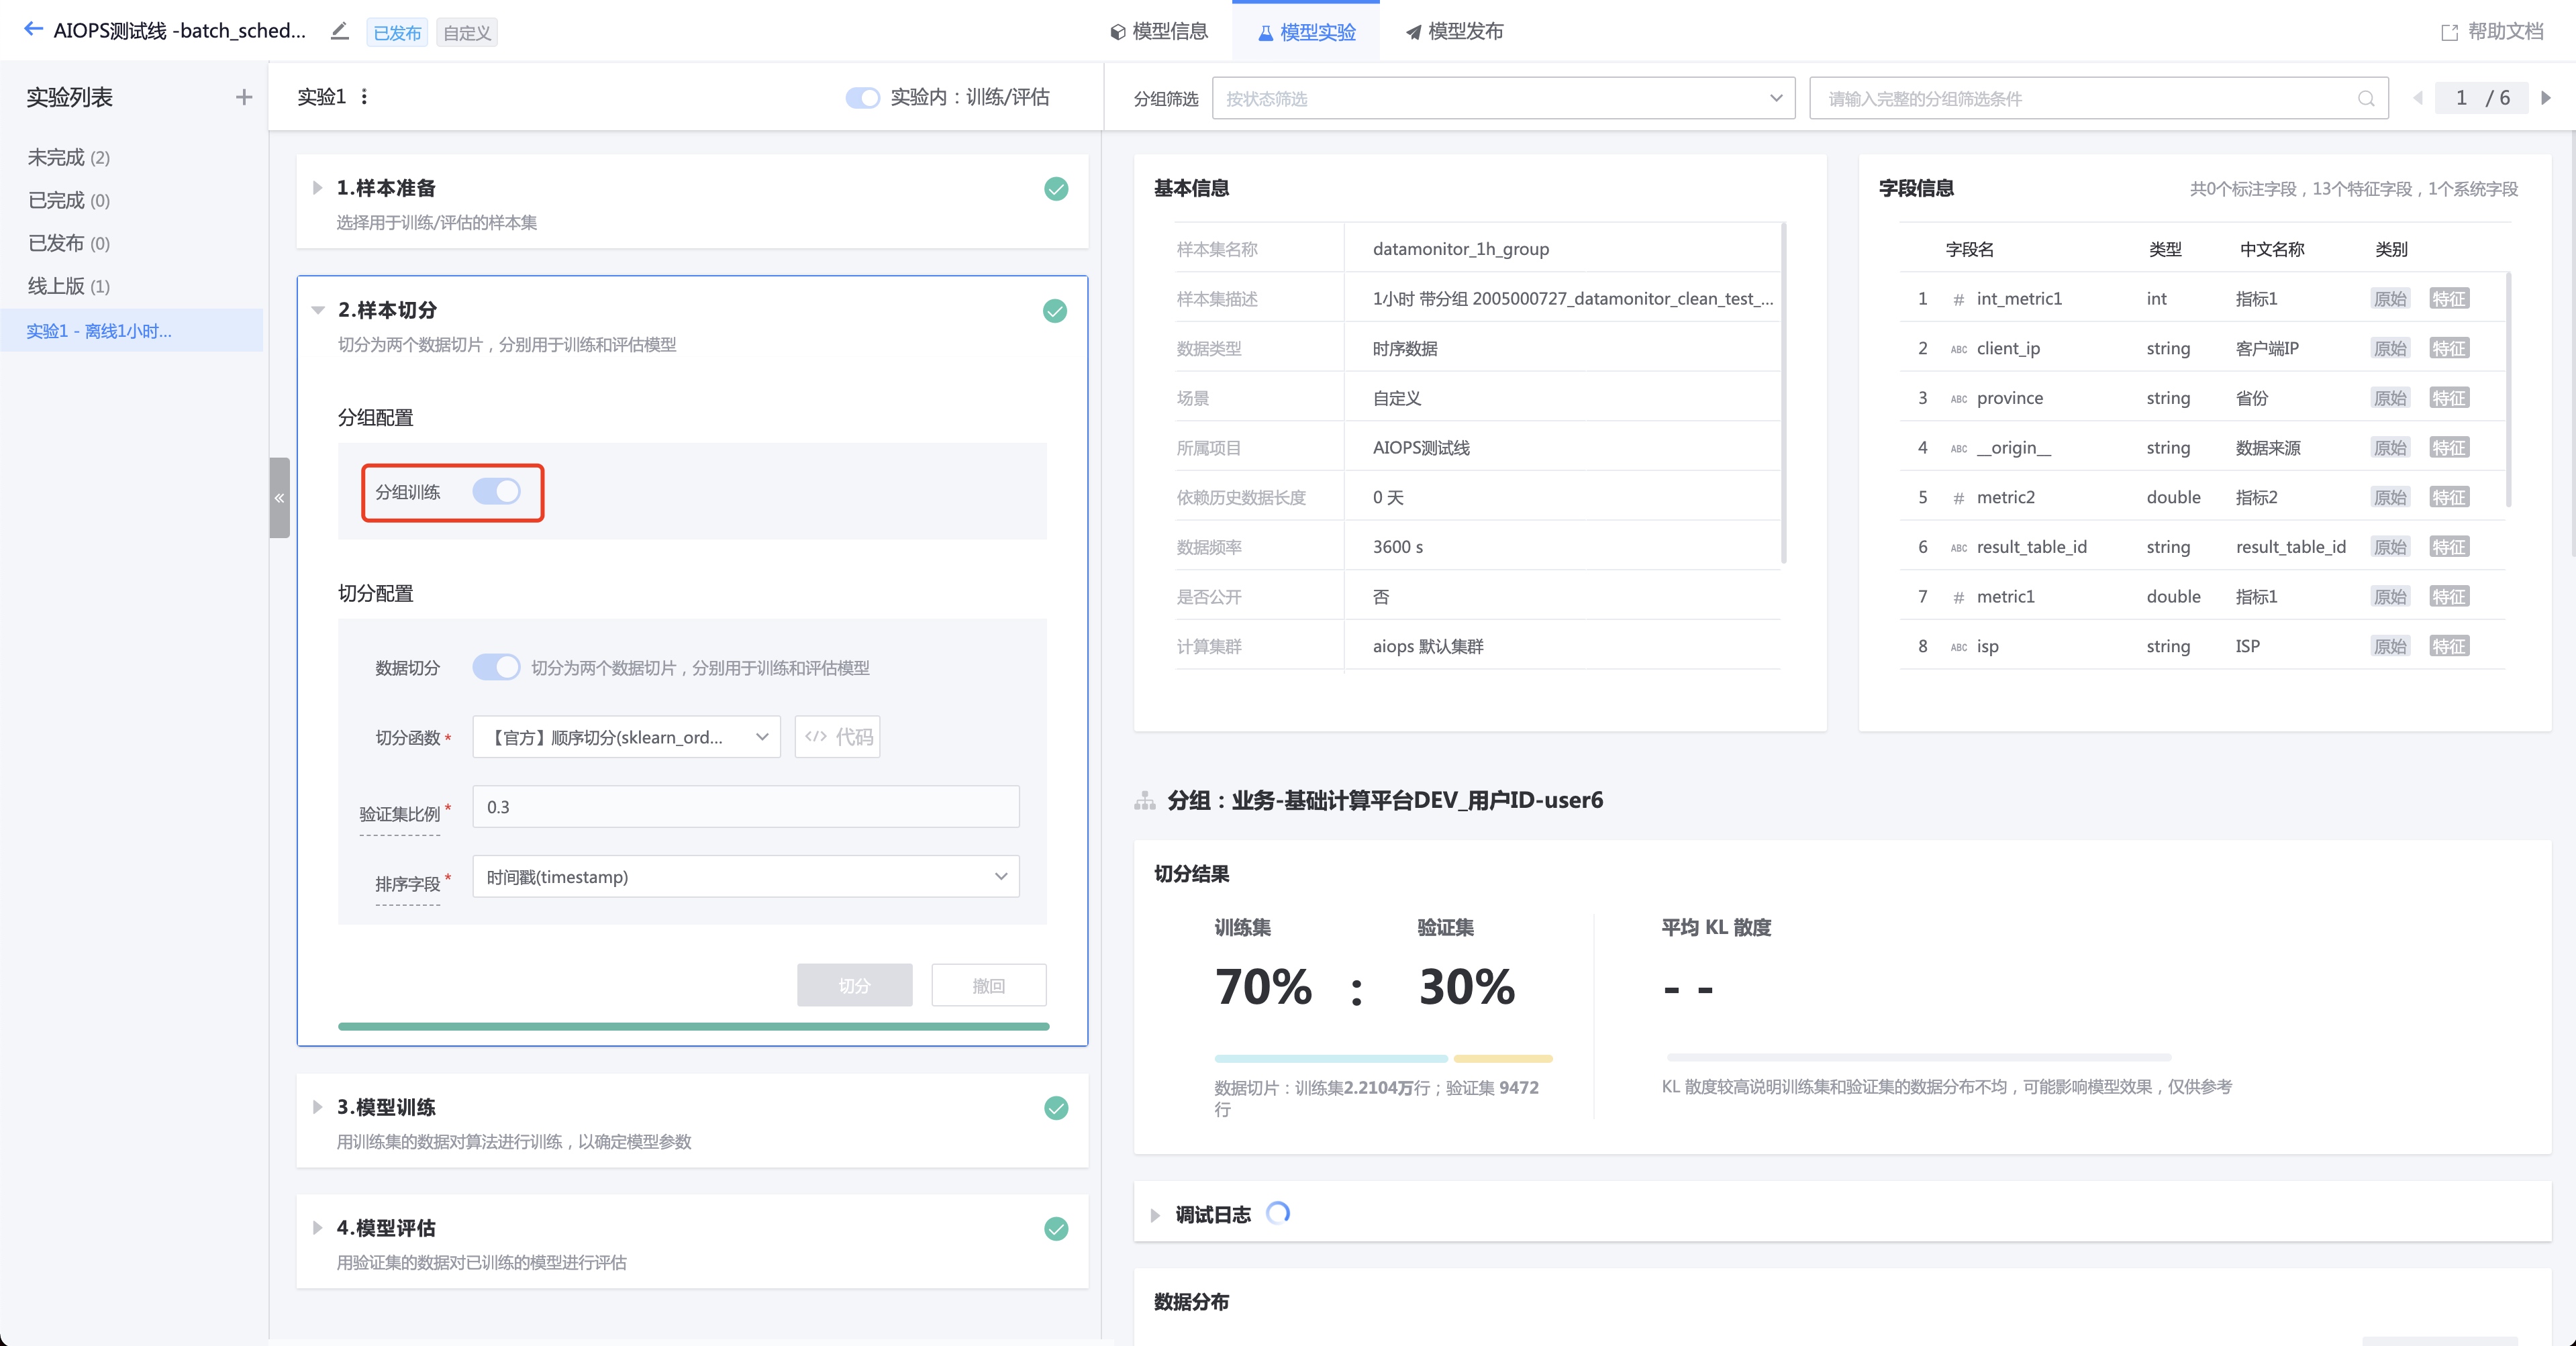 AIOPS测试线 -batch_sched...
已发布
自定义
模型信息
模型实验
模型发布
帮助文档
实验列表
未完成 (2)
已完成 (0)
已发布 (0)
线上版 (1)
实验1 - 离线1小时...
实验1
实验内：训练/评估
1.样本准备
选择用于训练/评估的样本集
2.样本切分
切分为两个数据切片，分别用于训练和评估模型
分组配置
分组训练
切分配置
数据切分
切分为两个数据切片，分别用于训练和评估模型
切分函数 *
【官方】顺序切分(sklearn_ord...
</> 代码
验证集比例 *
0.3
排序字段 *
时间戳(timestamp)
切分
撤回
3.模型训练
用训练集的数据对算法进行训练，以确定模型参数
4.模型评估
用验证集的数据对已训练的模型进行评估
分组筛选
按状态筛选
请输入完整的分组筛选条件
1 / 6
基本信息
样本集名称 datamonitor_1h_group
样本集描述 1小时 带分组 2005000727_datamonitor_clean_test_...
数据类型 时序数据
场景 自定义
所属项目 AIOPS测试线
依赖历史数据长度 0 天
数据频率 3600 s
是否公开 否
计算集群 aiops 默认集群
字段信息
共0个标注字段，13个特征字段，1个系统字段
字段名 类型 中文名称 类别
1 # int_metric1 int 指标1 原始 特征
2 ABC client_ip string 客户端IP 原始 特征
3 ABC province string 省份 原始 特征
4 ABC __origin__ string 数据来源 原始 特征
5 # metric2 double 指标2 原始 特征
6 ABC result_table_id string result_table_id 原始 特征
7 # metric1 double 指标1 原始 特征
8 ABC isp string ISP 原始 特征
分组：业务-基础计算平台DEV_用户ID-user6
切分结果
训练集 验证集
70% : 30%
数据切片：训练集2.2104万行；验证集 9472
行
平均 KL 散度
- -
KL 散度较高说明训练集和验证集的数据分布不均，可能影响模型效果，仅供参考
调试日志
数据分布